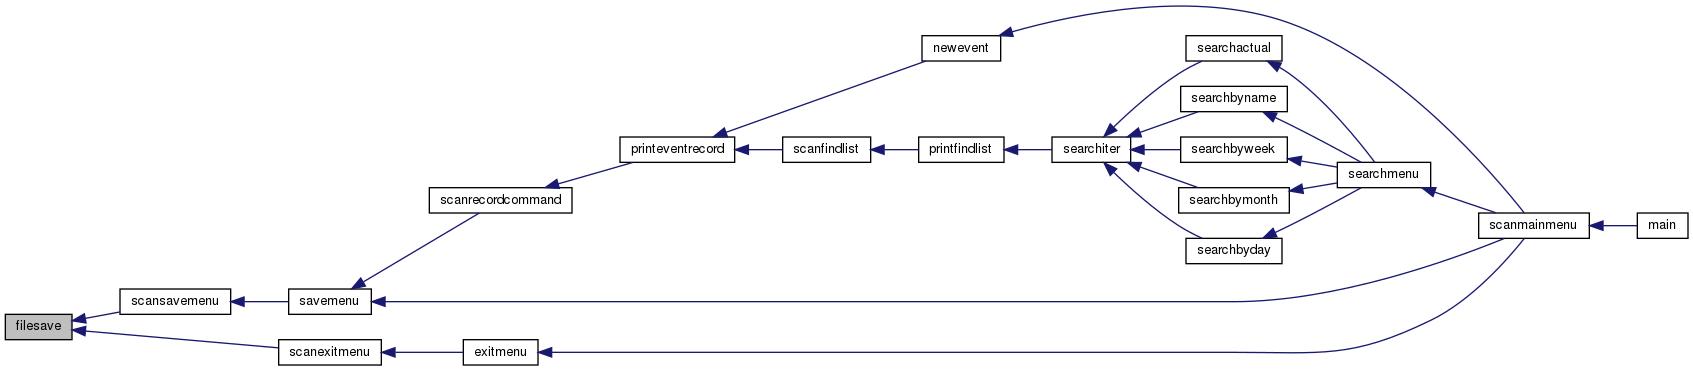 newevent
searchactual
searchbyname
printeventrecord
scanfindlist
printfindlist
searchiter
searchbyweek
searchmenu
scanrecordcommand
searchbymonth
scanmainmenu
main
searchbyday
scansavemenu
savemenu
filesave
scanexitmenu
exitmenu